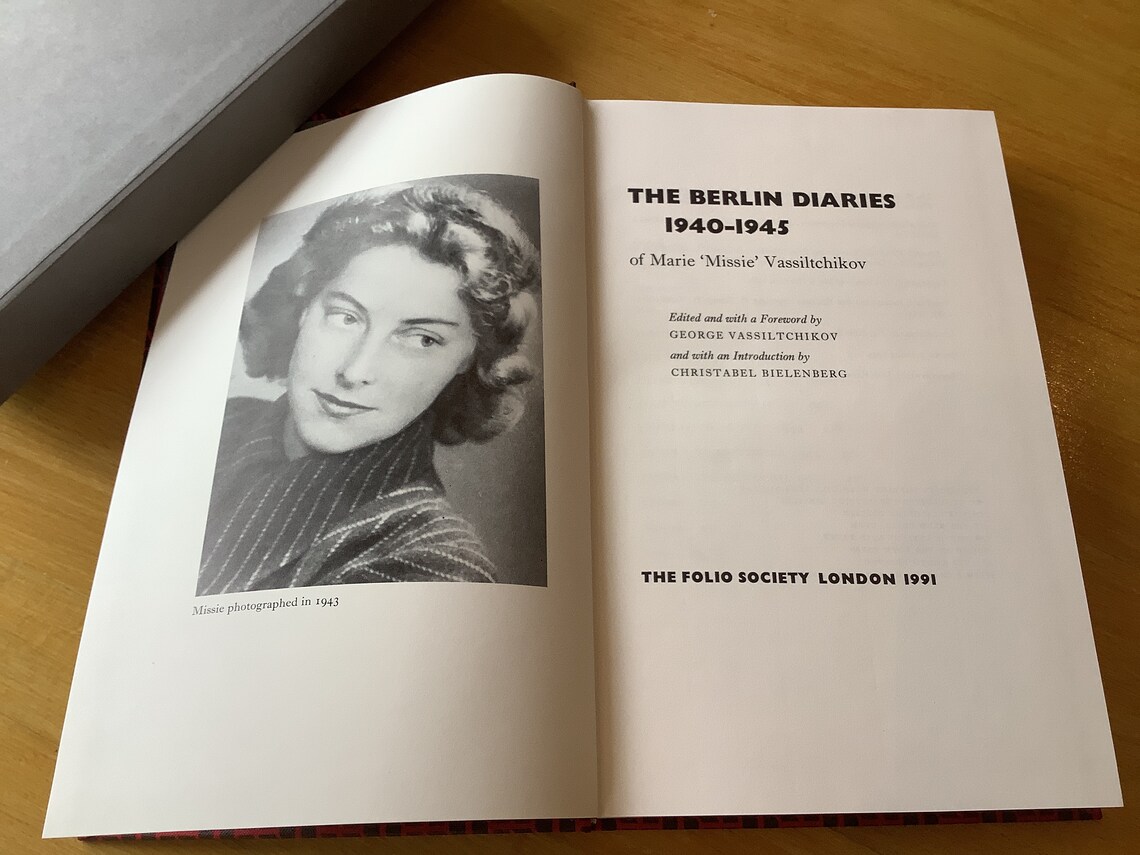 Missie photographed in 1943
THE BERLIN DIARIES
1940–1945
of Marie ‘Missie’ Vassiltchikov
Edited and with a Foreword by
GEORGE VASSILTCHIKOV
and with an Introduction by
CHRISTABEL BIELENBERG
THE FOLIO SOCIETY LONDON 1991